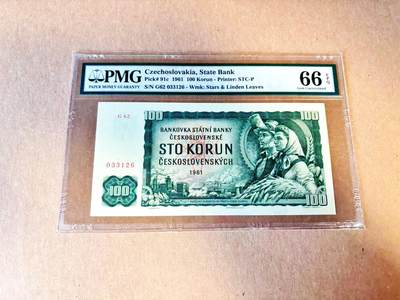 PMG
PAPER MONEY GUARANTY
Czechoslovakia, State Bank
Pick# 91c 1961 100 Korun - Printer: STC-P
S/N G62 033126 - Wmk: Stars & Linden Leaves
66 EPQ
Gem Uncirculated
G 62
100
BANKOVKA STÁTNÍ BANKY
ČESKOSLOVENSKÉ
STO KORUN
ČESKOSLOVENSKÝCH
1961
033126
100
100